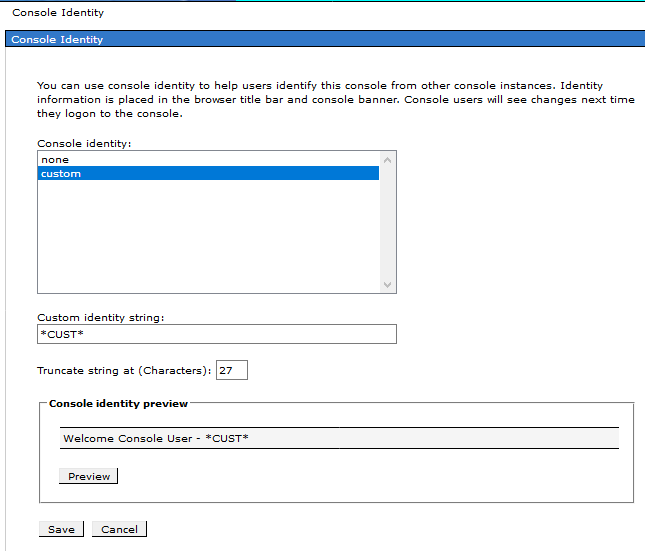 Console Identity
Console Identity
You can use console identity to help users identify this console from other console instances. Identity
information is placed in the browser title bar and console banner. Console users will see changes next time
they logon to the console.
Console identity:
none
custom
Custom identity string:
*CUST*
Truncate string at (Characters): 27
Console identity preview
Welcome Console User - *CUST*
Preview
Save Cancel